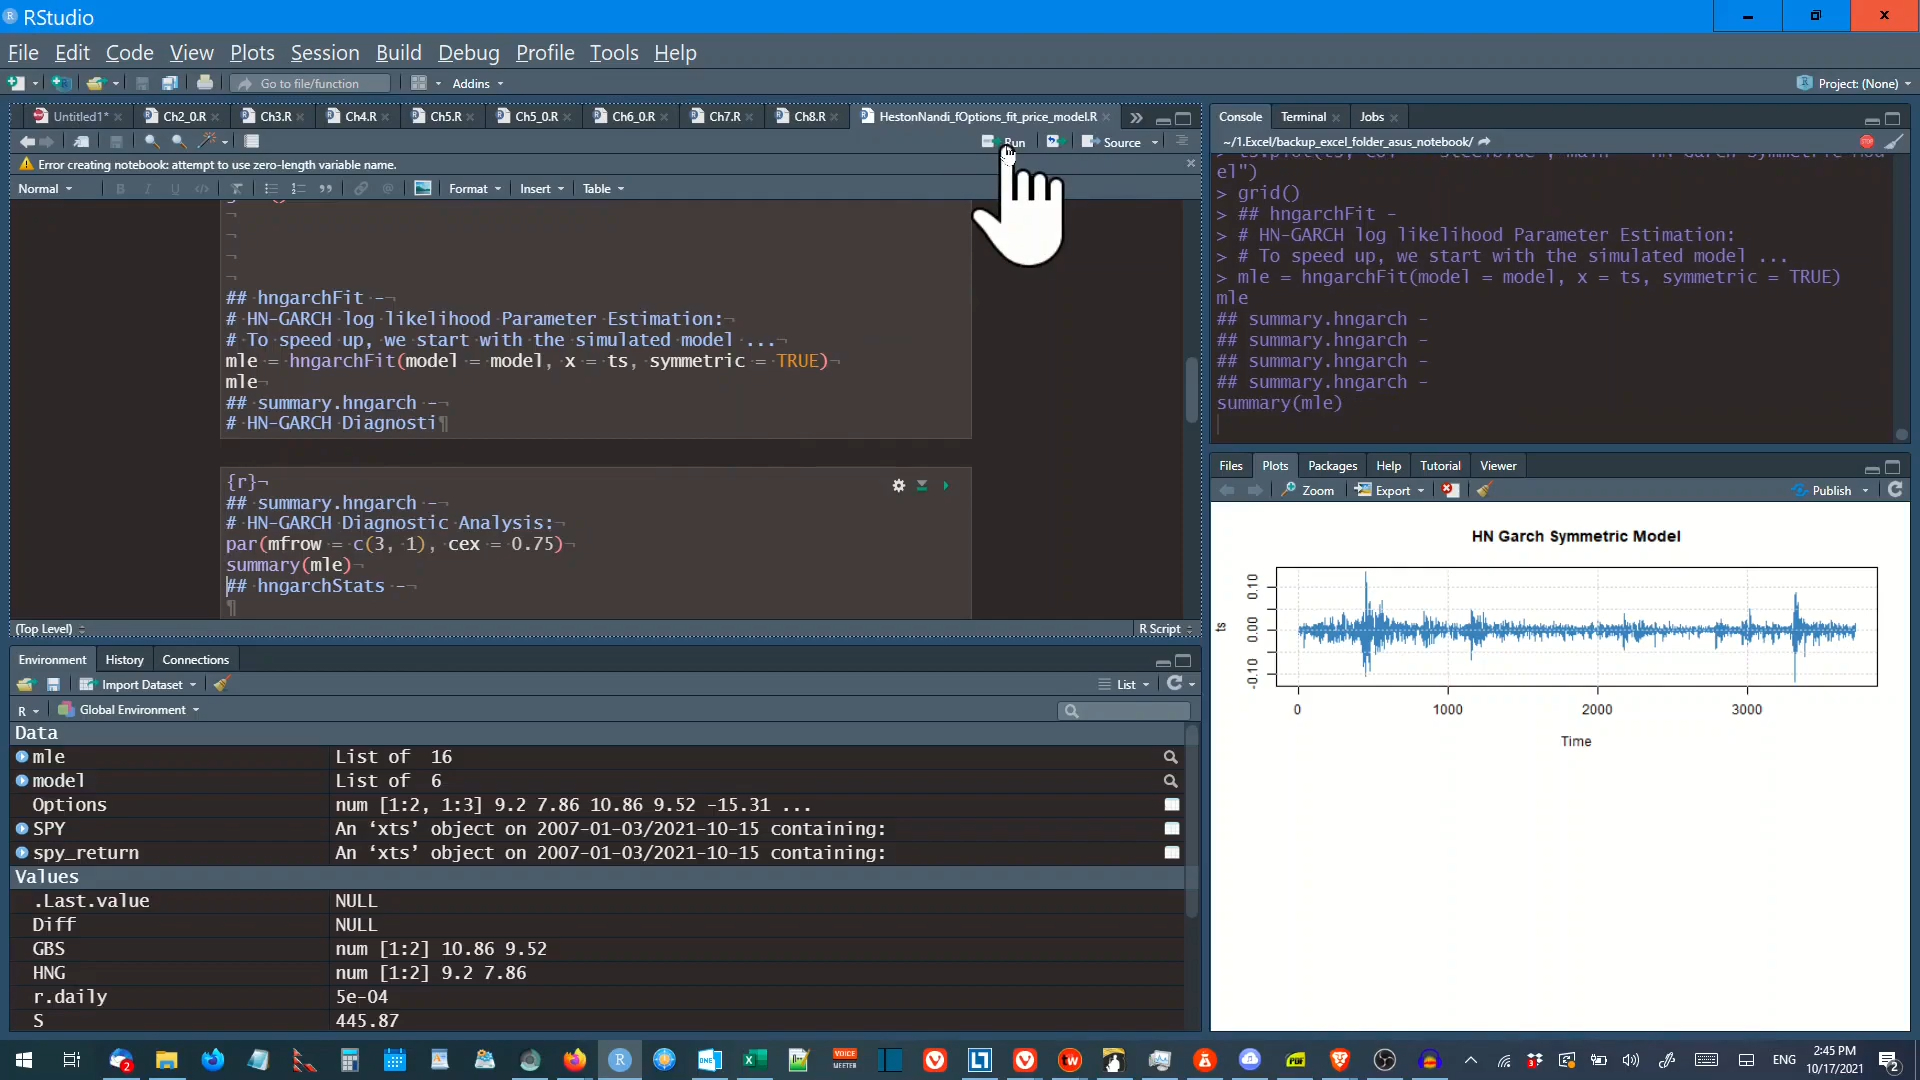 RStudio
File Edit Code View Plots Session Build Debug Profile Tools Help
Go to file/function Addins Project: (None)
Untitled1* Ch2_0.R Ch3.R Ch4.R Ch5.R Ch5_0.R Ch6_0.R Ch7.R Ch8.R HestonNandi_fOptions_fit_price_model.R
Run Source
Error creating notebook: attempt to use zero-length variable name.
Normal B I U Format Insert Table
## hngarchFit -
# HN-GARCH log likelihood Parameter Estimation:
# To speed up, we start with the simulated model ...
mle = hngarchFit(model = model, x = ts, symmetric = TRUE)
mle
## summary.hngarch -
# HN-GARCH Diagnosti
{r}
## summary.hngarch -
# HN-GARCH Diagnostic Analysis:
par(mfrow = c(3, 1), cex = 0.75)
summary(mle)
## hngarchStats -
(Top Level) R Script
Environment History Connections
Import Dataset List
R Global Environment
Data
mle List of 16
model List of 6
Options num [1:2, 1:3] 9.2 7.86 10.86 9.52 -15.31 ...
SPY An ‘xts’ object on 2007-01-03/2021-10-15 containing:
spy_return An ‘xts’ object on 2007-01-03/2021-10-15 containing:
Values
.Last.value NULL
Diff NULL
GBS num [1:2] 10.86 9.52
HNG num [1:2] 9.2 7.86
r.daily 5e-04
S 445.87
Console Terminal Jobs
~/1.Excel/backup_excel_folder_asus_notebook/
el")
> grid()
> ## hngarchFit -
> # HN-GARCH log likelihood Parameter Estimation:
> # To speed up, we start with the simulated model ...
> mle = hngarchFit(model = model, x = ts, symmetric = TRUE)
mle
## summary.hngarch -
## summary.hngarch -
## summary.hngarch -
## summary.hngarch -
summary(mle)
Files Plots Packages Help Tutorial Viewer
Zoom Export Publish
HN Garch Symmetric Model
ts
0.10
0.00
-0.10
0 1000 2000 3000
Time
ENG
2:45 PM
10/17/2021